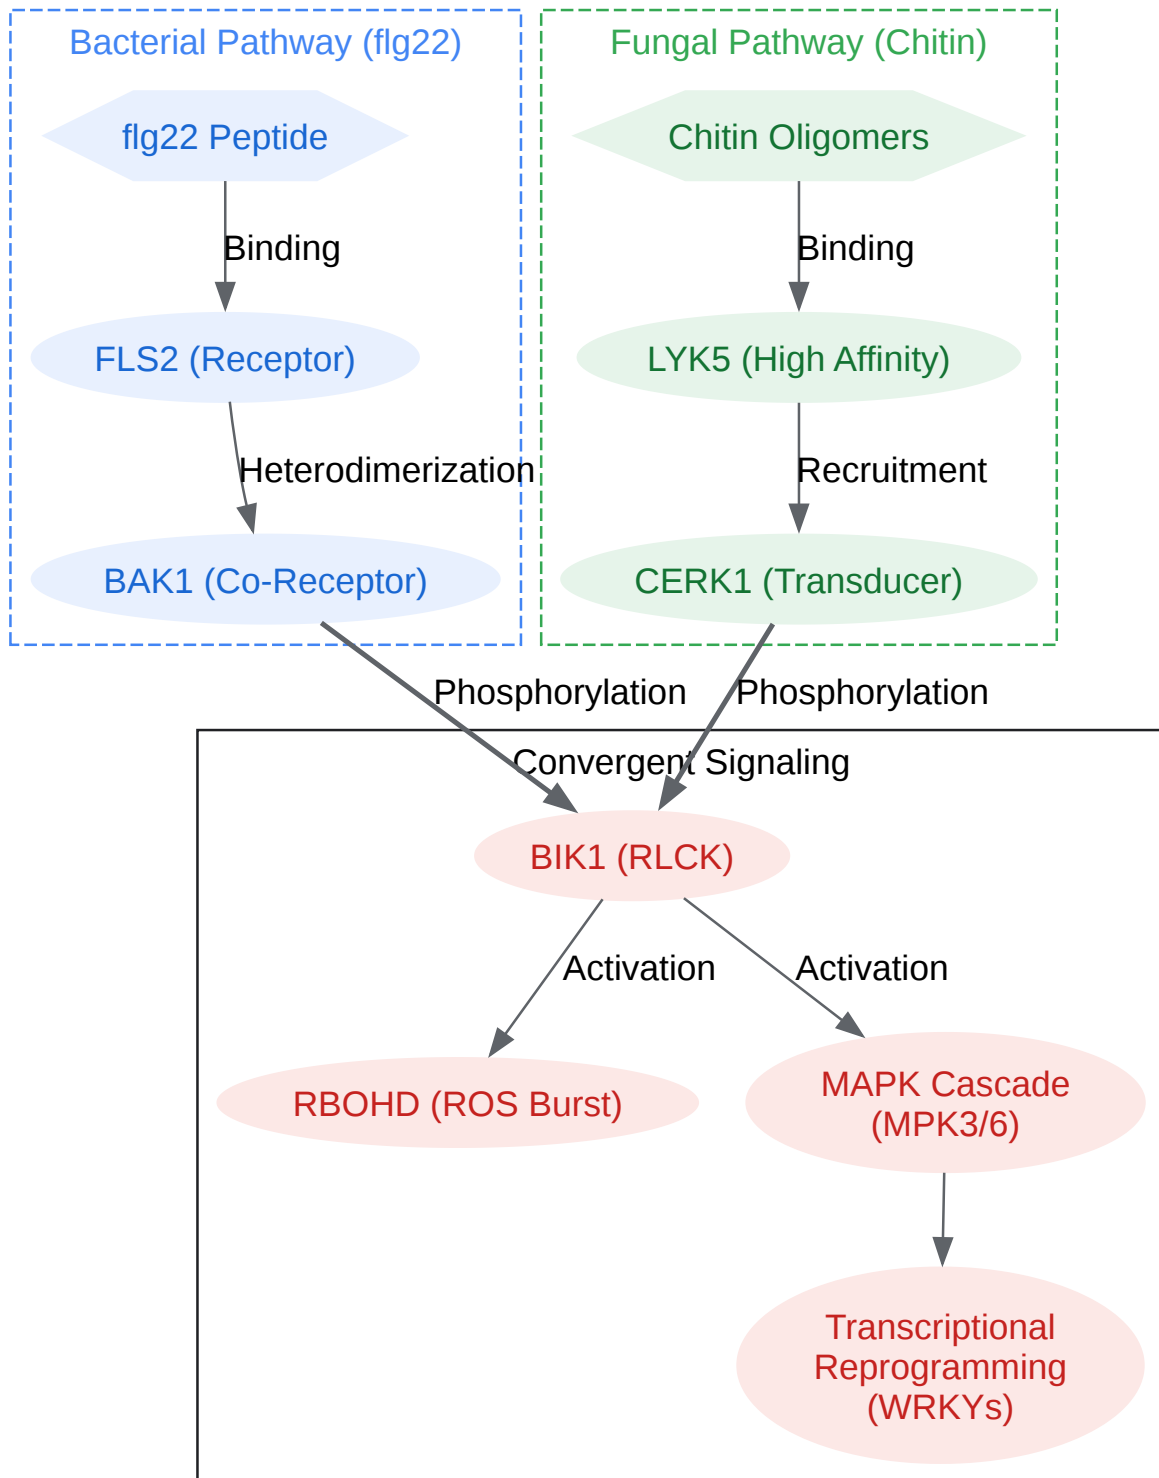 Bacterial Pathway (flg22)
Fungal Pathway (Chitin)
flg22 Peptide
Chitin Oligomers
Binding
Binding
FLS2 (Receptor)
LYK5 (High Affinity)
Heterodimerization
Recruitment
BAK1 (Co-Receptor)
CERK1 (Transducer)
Phosphorylation
Phosphorylation
Convergent Signaling
BIK1 (RLCK)
Activation
Activation
RBOHD (ROS Burst)
MAPK Cascade
(MPK3/6)
Transcriptional
Reprogramming
(WRKYs)